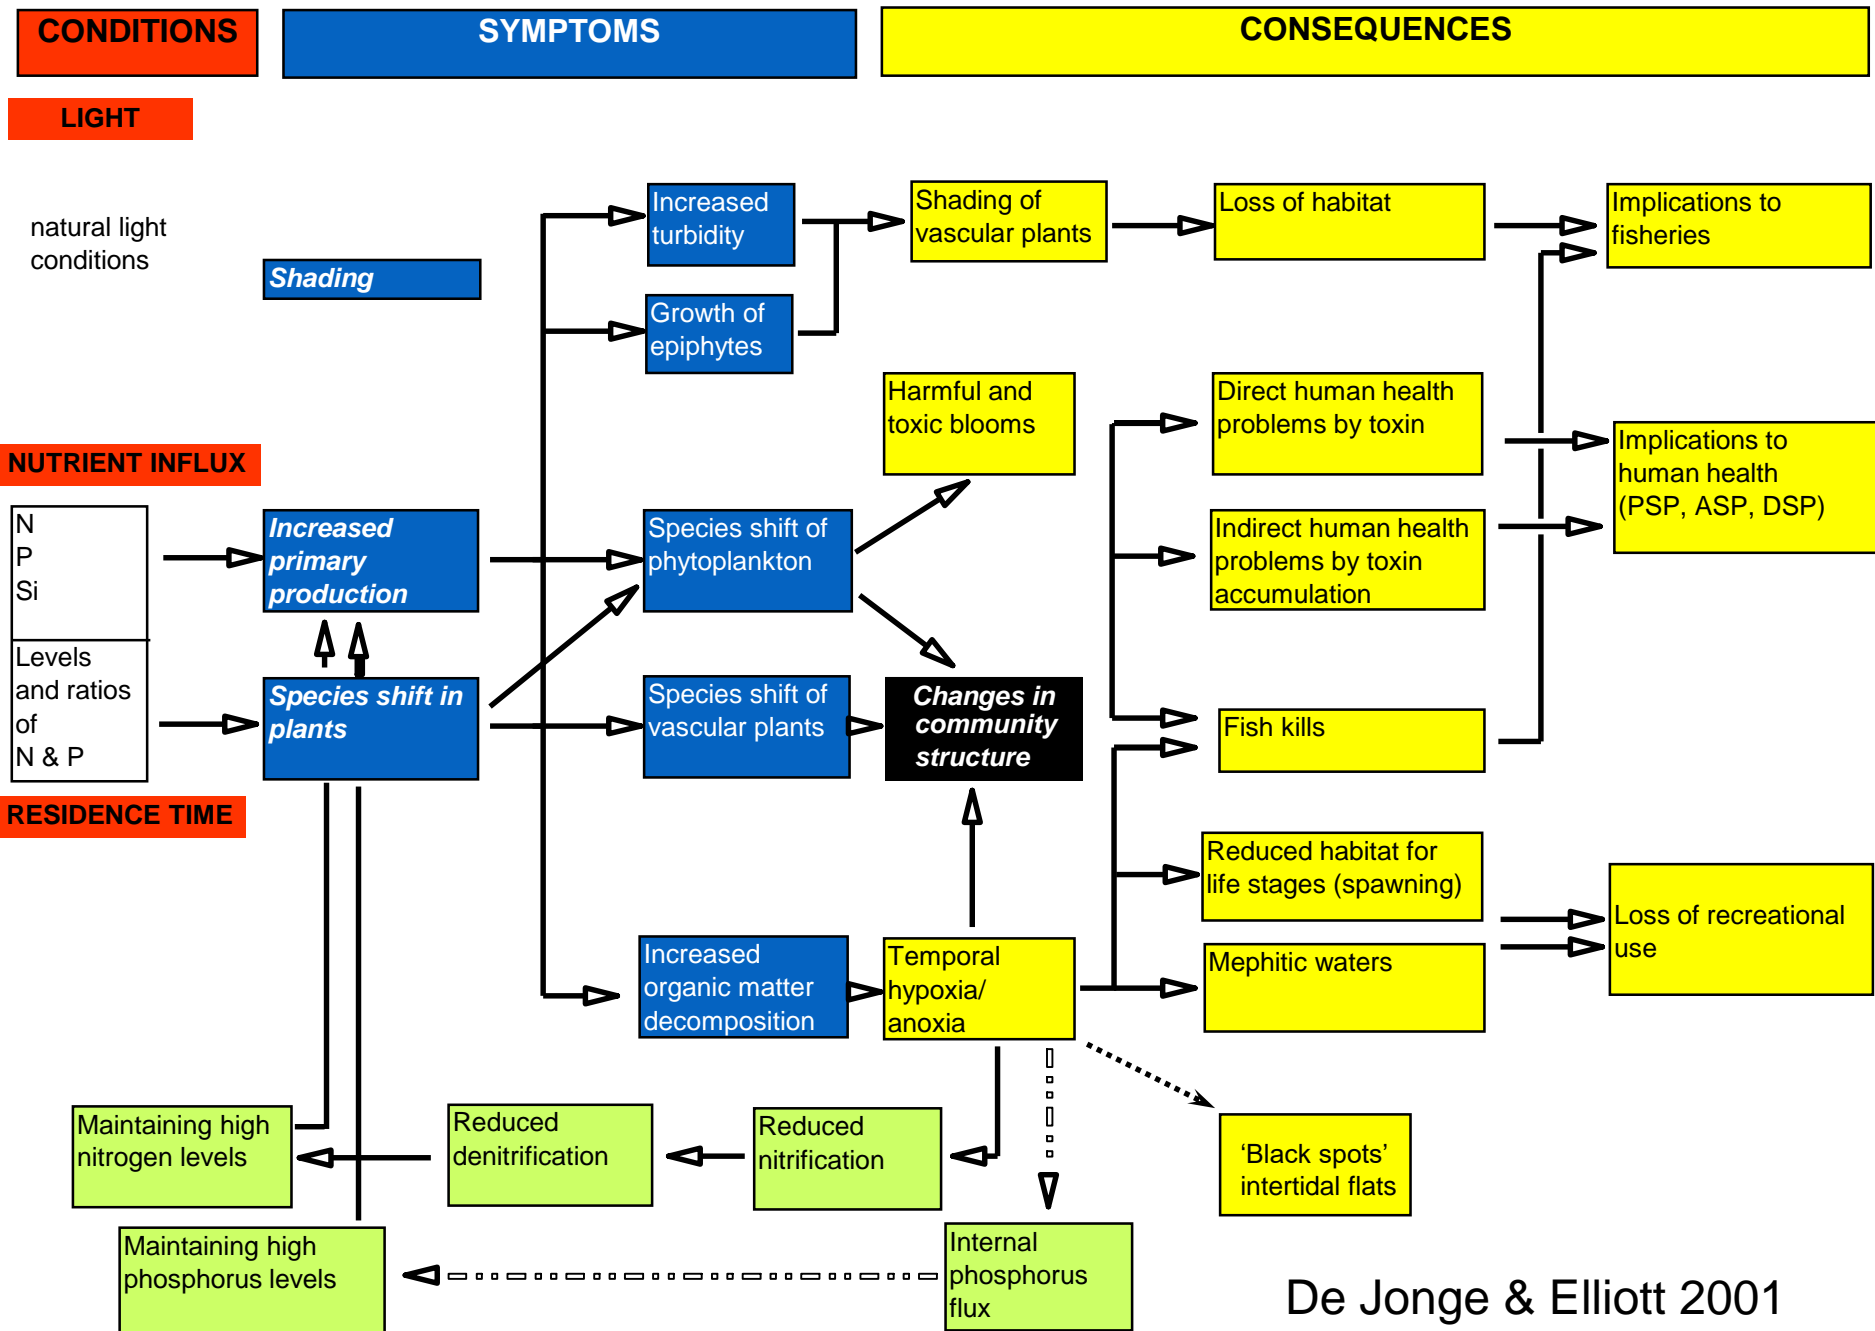 CONDITIONS
SYMPTOMS
CONSEQUENCES
LIGHT
natural light
conditions
Shading
Increased
turbidity
Shading of
vascular plants
Loss of habitat
Implications to
fisheries
Growth of
epiphytes
Harmful and
toxic blooms
Direct human health
problems by toxin
Implications to
human health
(PSP, ASP, DSP)
NUTRIENT INFLUX
N
P
Si
Increased
primary
production
Species shift of
phytoplankton
Indirect human health
problems by toxin
accumulation
Levels
and ratios
of
N & P
Species shift in
plants
Species shift of
vascular plants
Changes in
community
structure
Fish kills
RESIDENCE TIME
Reduced habitat for
life stages (spawning)
Loss of recreational
use
Increased
organic matter
decomposition
Temporal
hypoxia/
anoxia
Mephitic waters
Maintaining high
nitrogen levels
Reduced
denitrification
Reduced
nitrification
‘Black spots’
intertidal flats
Maintaining high
phosphorus levels
Internal
phosphorus
flux
De Jonge & Elliott 2001